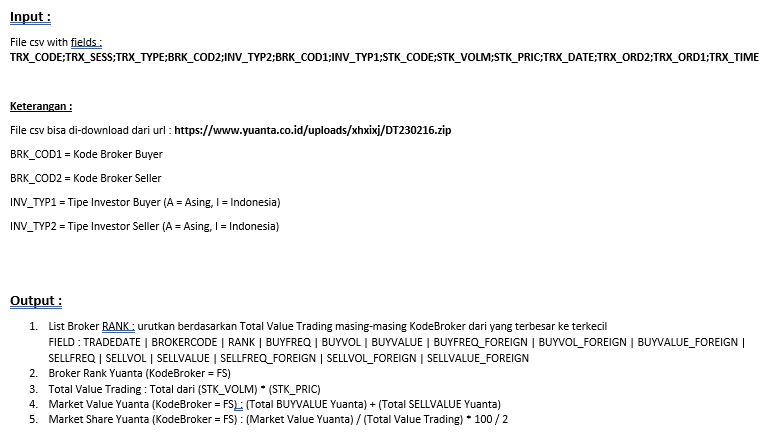 Input :
File csv with fields :
TRX_CODE;TRX_SESS;TRX_TYPE;BRK_COD2;INV_TYP2;BRK_COD1;INV_TYP1;STK_CODE;STK_VOLM;STK_PRIC;TRX_DATE;TRX_ORD2;TRX_ORD1;TRX_TIME
Keterangan :
File csv bisa di-download dari url : https://www.yuanta.co.id/uploads/xhxixj/DT230216.zip
BRK_COD1 = Kode Broker Buyer
BRK_COD2 = Kode Broker Seller
INV_TYP1 = Tipe Investor Buyer (A = Asing, I = Indonesia)
INV_TYP2 = Tipe Investor Seller (A = Asing, I = Indonesia)
Output :
1. List Broker RANK : urutkan berdasarkan Total Value Trading masing-masing KodeBroker dari yang terbesar ke terkecil
FIELD : TRADEDATE | BROKERCODE | RANK | BUYFREQ | BUYVOL | BUYVALUE | BUYFREQ_FOREIGN | BUYVOL_FOREIGN | BUYVALUE_FOREIGN |
SELLFREQ | SELLVOL | SELLVALUE | SELLFREQ_FOREIGN | SELLVOL_FOREIGN | SELLVALUE_FOREIGN
2. Broker Rank Yuanta (KodeBroker = FS)
3. Total Value Trading : Total dari (STK_VOLM) * (STK_PRIC)
4. Market Value Yuanta (KodeBroker = FS) : (Total BUYVALUE Yuanta) + (Total SELLVALUE Yuanta)
5. Market Share Yuanta (KodeBroker = FS) : (Market Value Yuanta) / (Total Value Trading) * 100 / 2